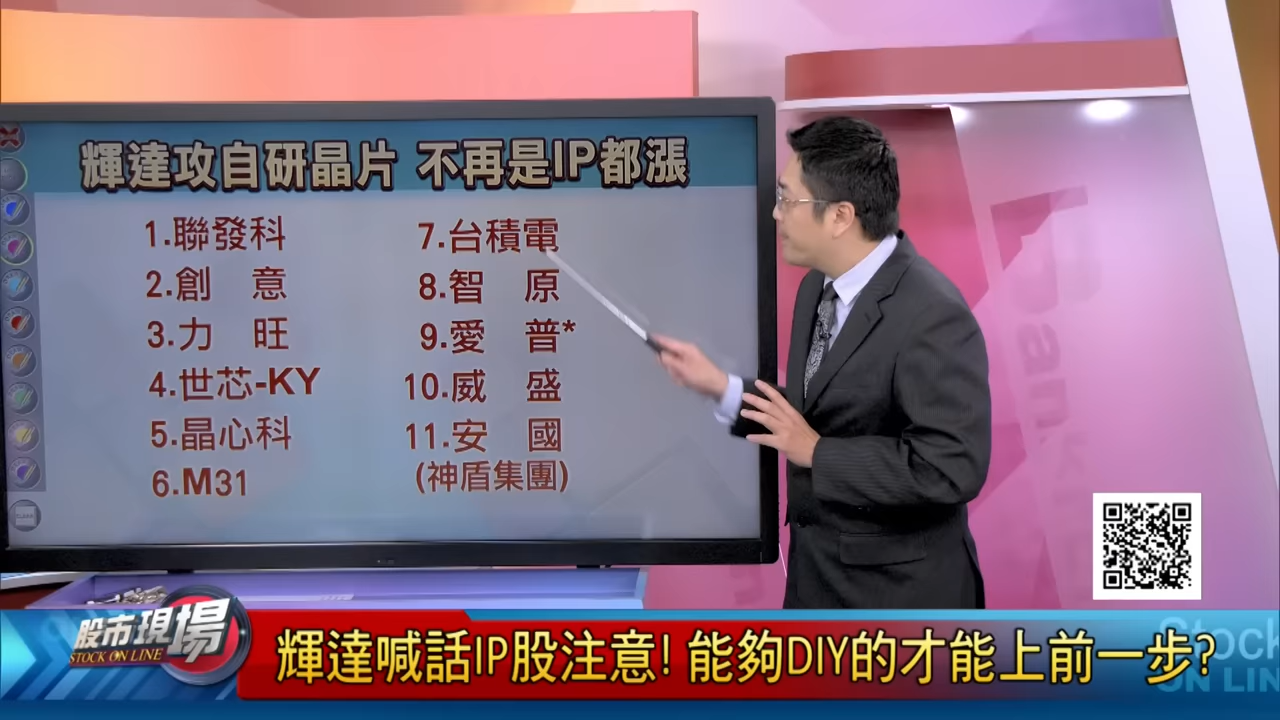 輝達攻自研晶片 不再是IP都漲
1.聯發科
2.創 意
3.力 旺
4.世芯-KY
5.晶心科
6.M31
7.台積電
8.智 原
9.愛 普*
10.威 盛
11.安 國
(神盾集團)
股市現場
STOCK ON LINE
輝達喊話IP股注意! 能夠DIY的才能上前一步?
Stock
ON LIN